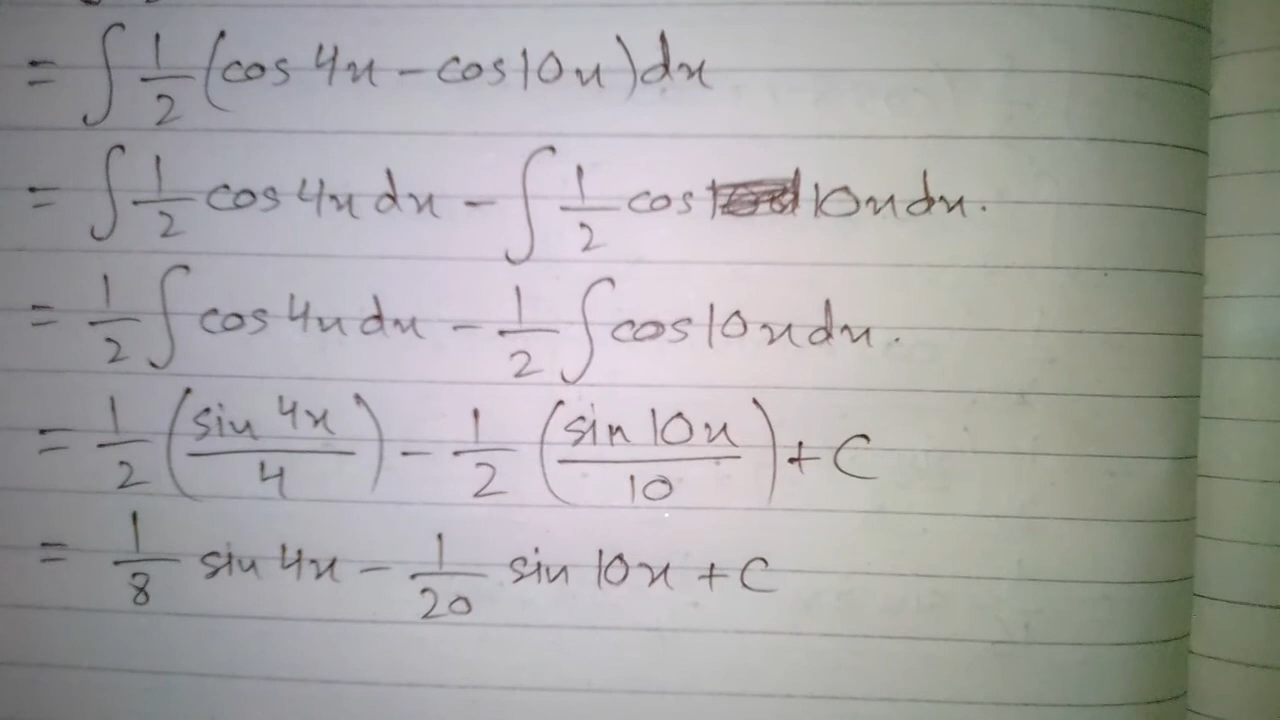 = ∫ 1/2 (cos 4x - cos 10x) dx
= ∫ 1/2 cos 4x dx - ∫ 1/2 cos 10x dx.
= 1/2 ∫ cos 4x dx - 1/2 ∫ cos 10x dx.
= 1/2 (sin 4x / 4) - 1/2 (sin 10x / 10) + C
= 1/8 sin 4x - 1/20 sin 10x + C